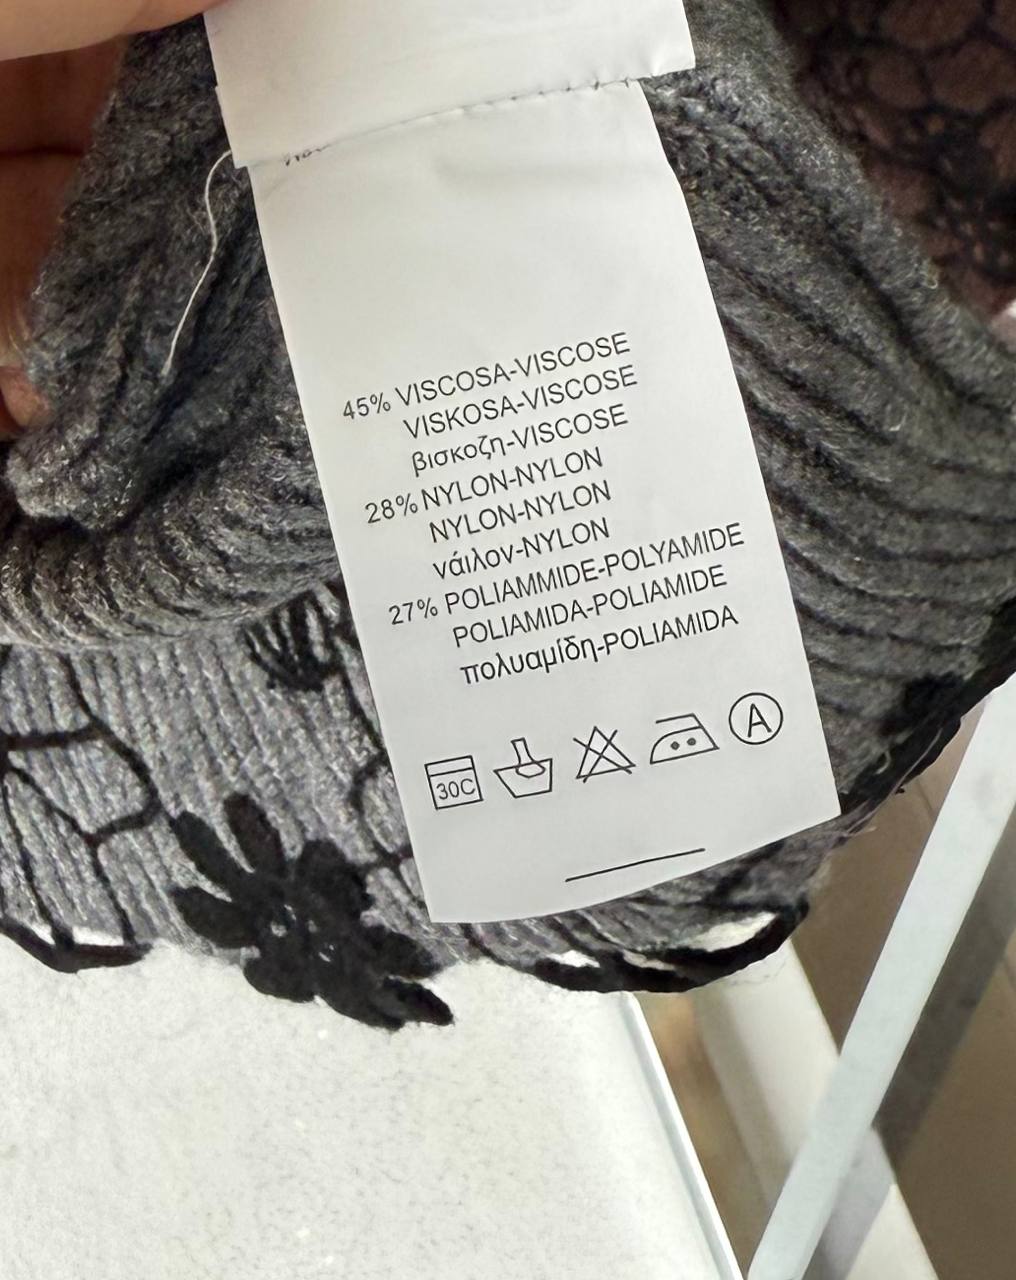 45% VISCOSA-VISCOSE
VISKOSA-VISCOSE
βισκοζη-VISCOSE
28% NYLON-NYLON
NYLON-NYLON
νάιλον-NYLON
27% POLIAMMIDE-POLYAMIDE
POLIAMIDA-POLIAMIDE
πολυαμίδη-POLIAMIDA
30C A